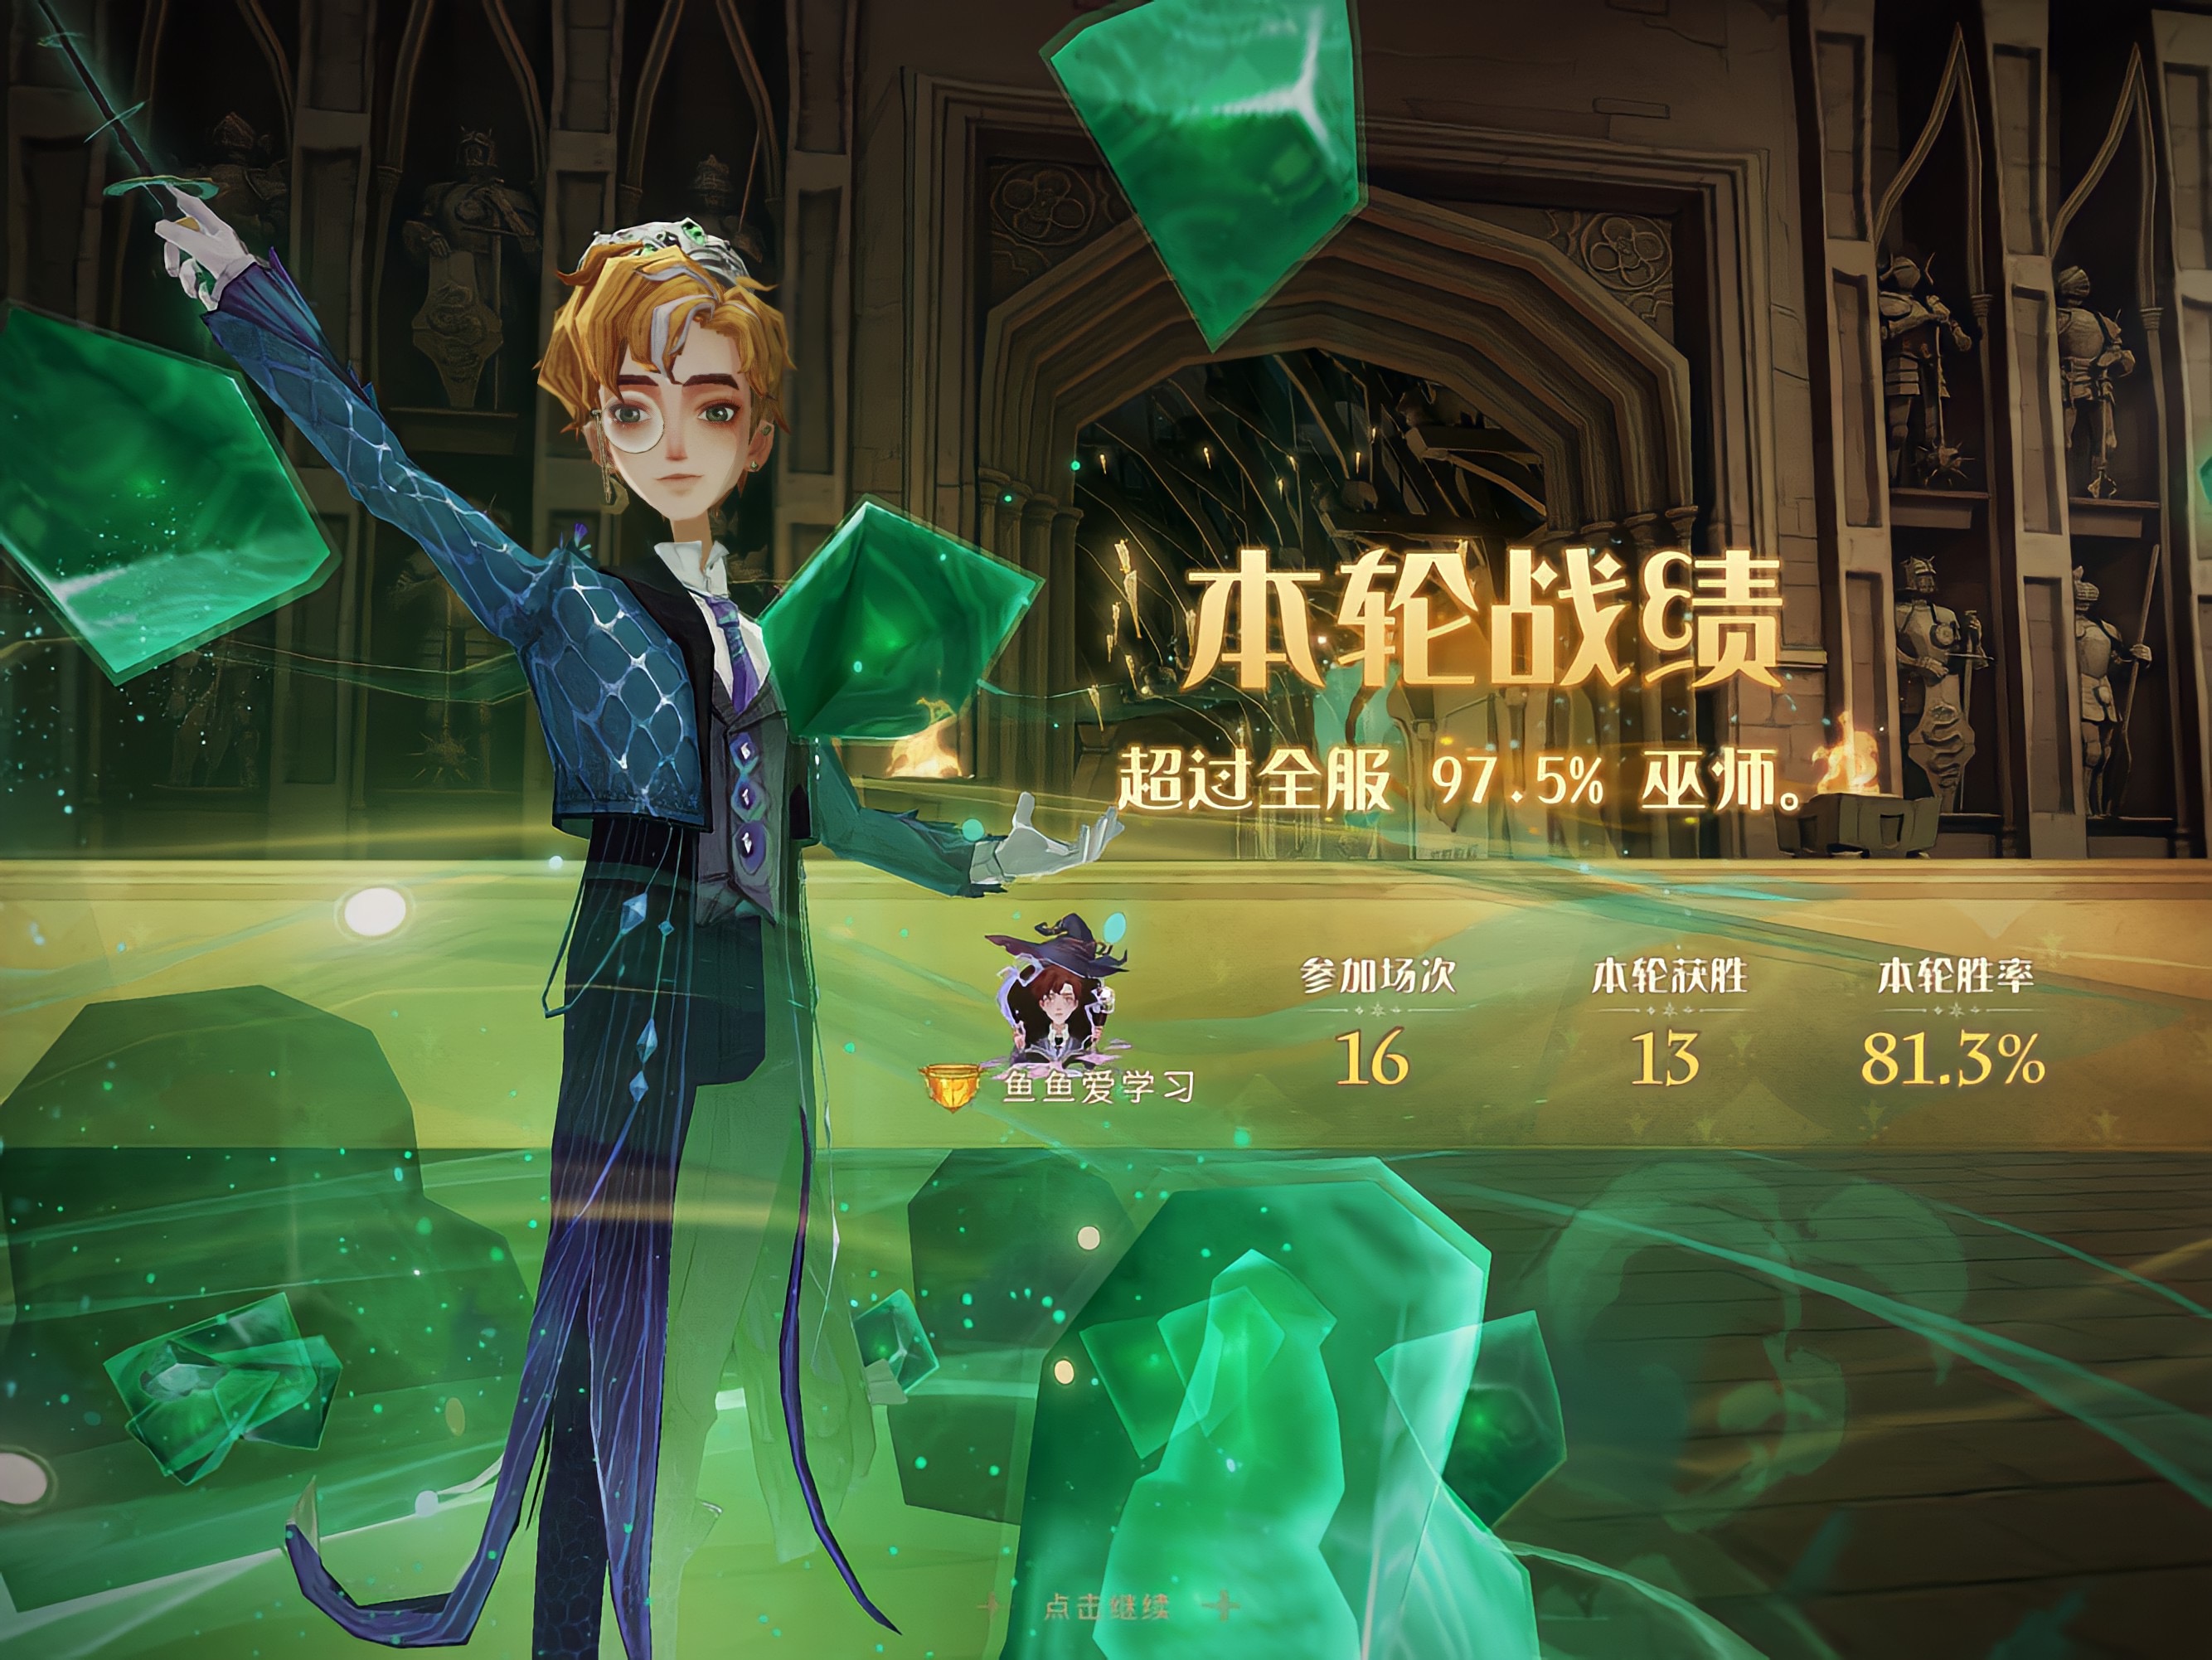 本轮战绩
超过全服 97.5% 巫师。
参加场次
本轮获胜
本轮胜率
16
13
81.3%
鱼鱼爱学习
点击继续